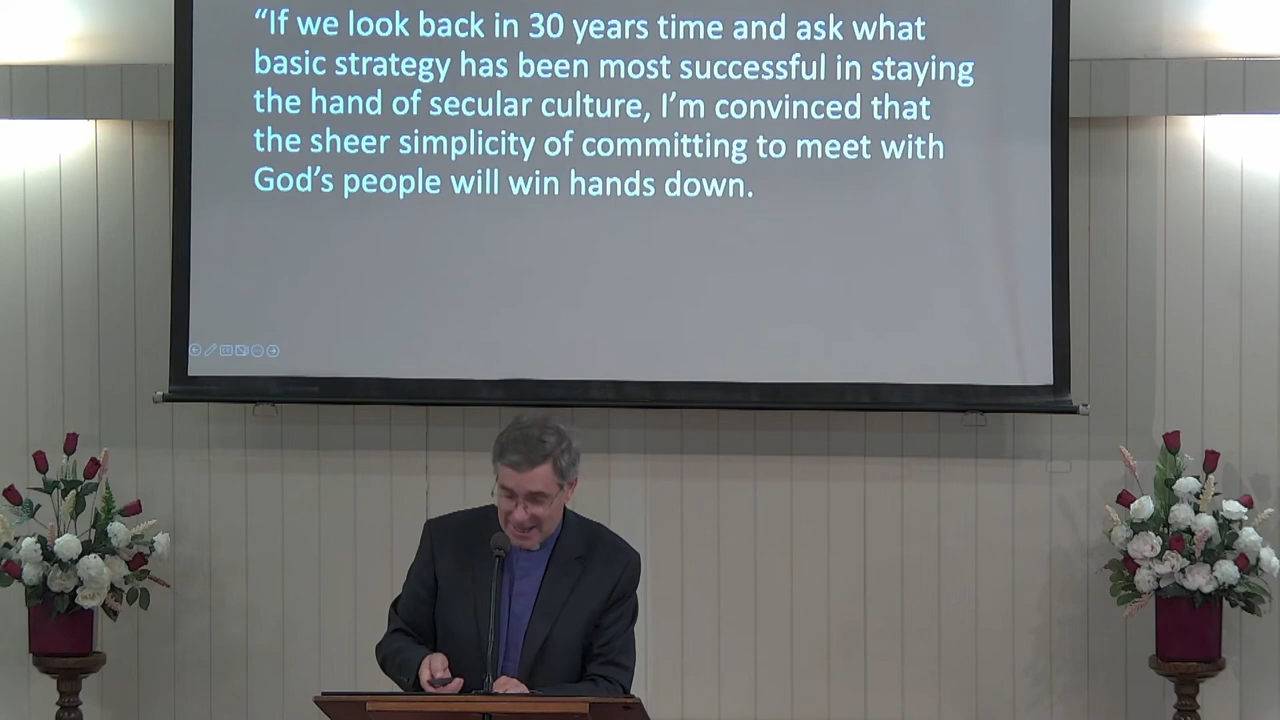 “If we look back in 30 years time and ask what
basic strategy has been most successful in staying
the hand of secular culture, I’m convinced that
the sheer simplicity of committing to meet with
God’s people will win hands down.